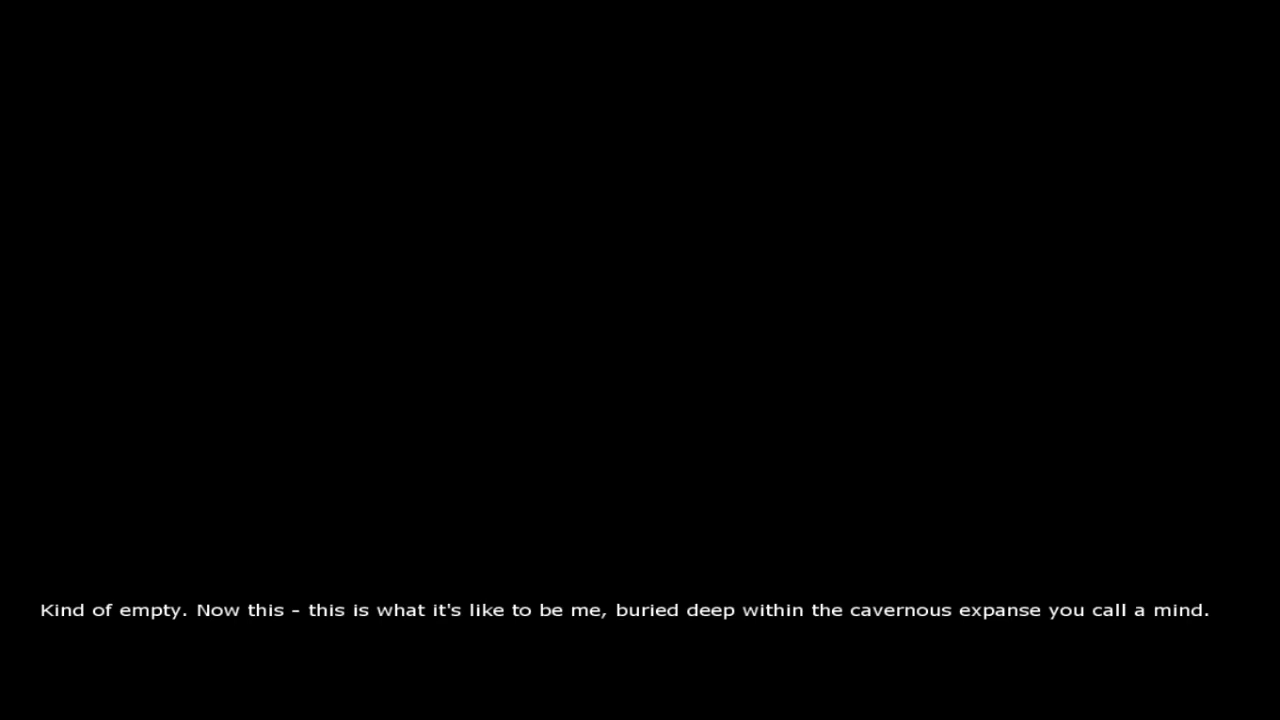 Kind of empty. Now this - this is what it's like to be me, buried deep within the cavernous expanse you call a mind.